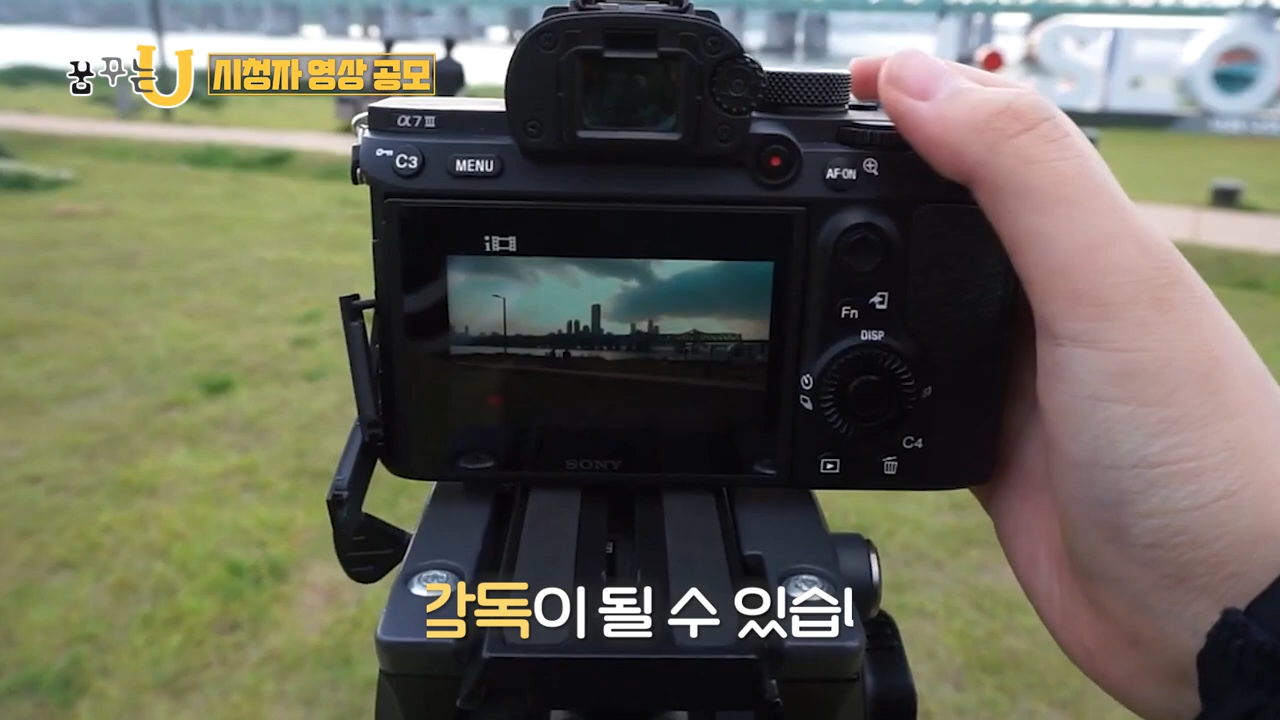 꿈꾸는U 시청자 영상 공모
SEO
α7III
C3
MENU
AF-ON
i
Fn
DISP
C4
SONY
감독이 될 수 있습니